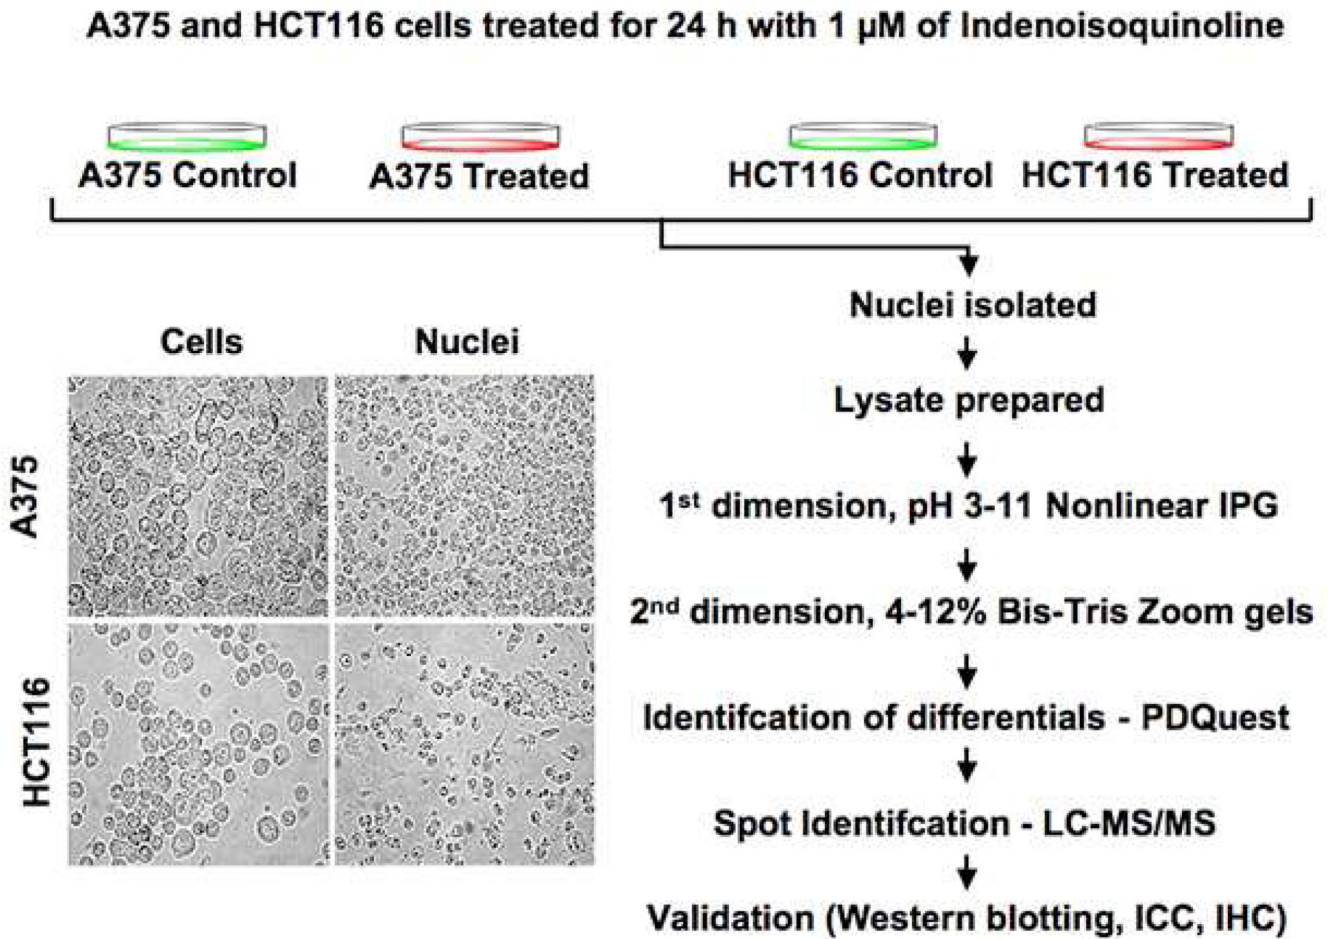 A375 and HCT116 cells treated for 24 h with 1 µM of Indenoisoquinoline
A375 Control
A375 Treated
HCT116 Control
HCT116 Treated
Nuclei isolated
Lysate prepared
1st dimension, pH 3-11 Nonlinear IPG
2nd dimension, 4-12% Bis-Tris Zoom gels
Identifcation of differentials - PDQuest
Spot Identifcation - LC-MS/MS
Validation (Western blotting, ICC, IHC)
Cells
Nuclei
A375
HCT116